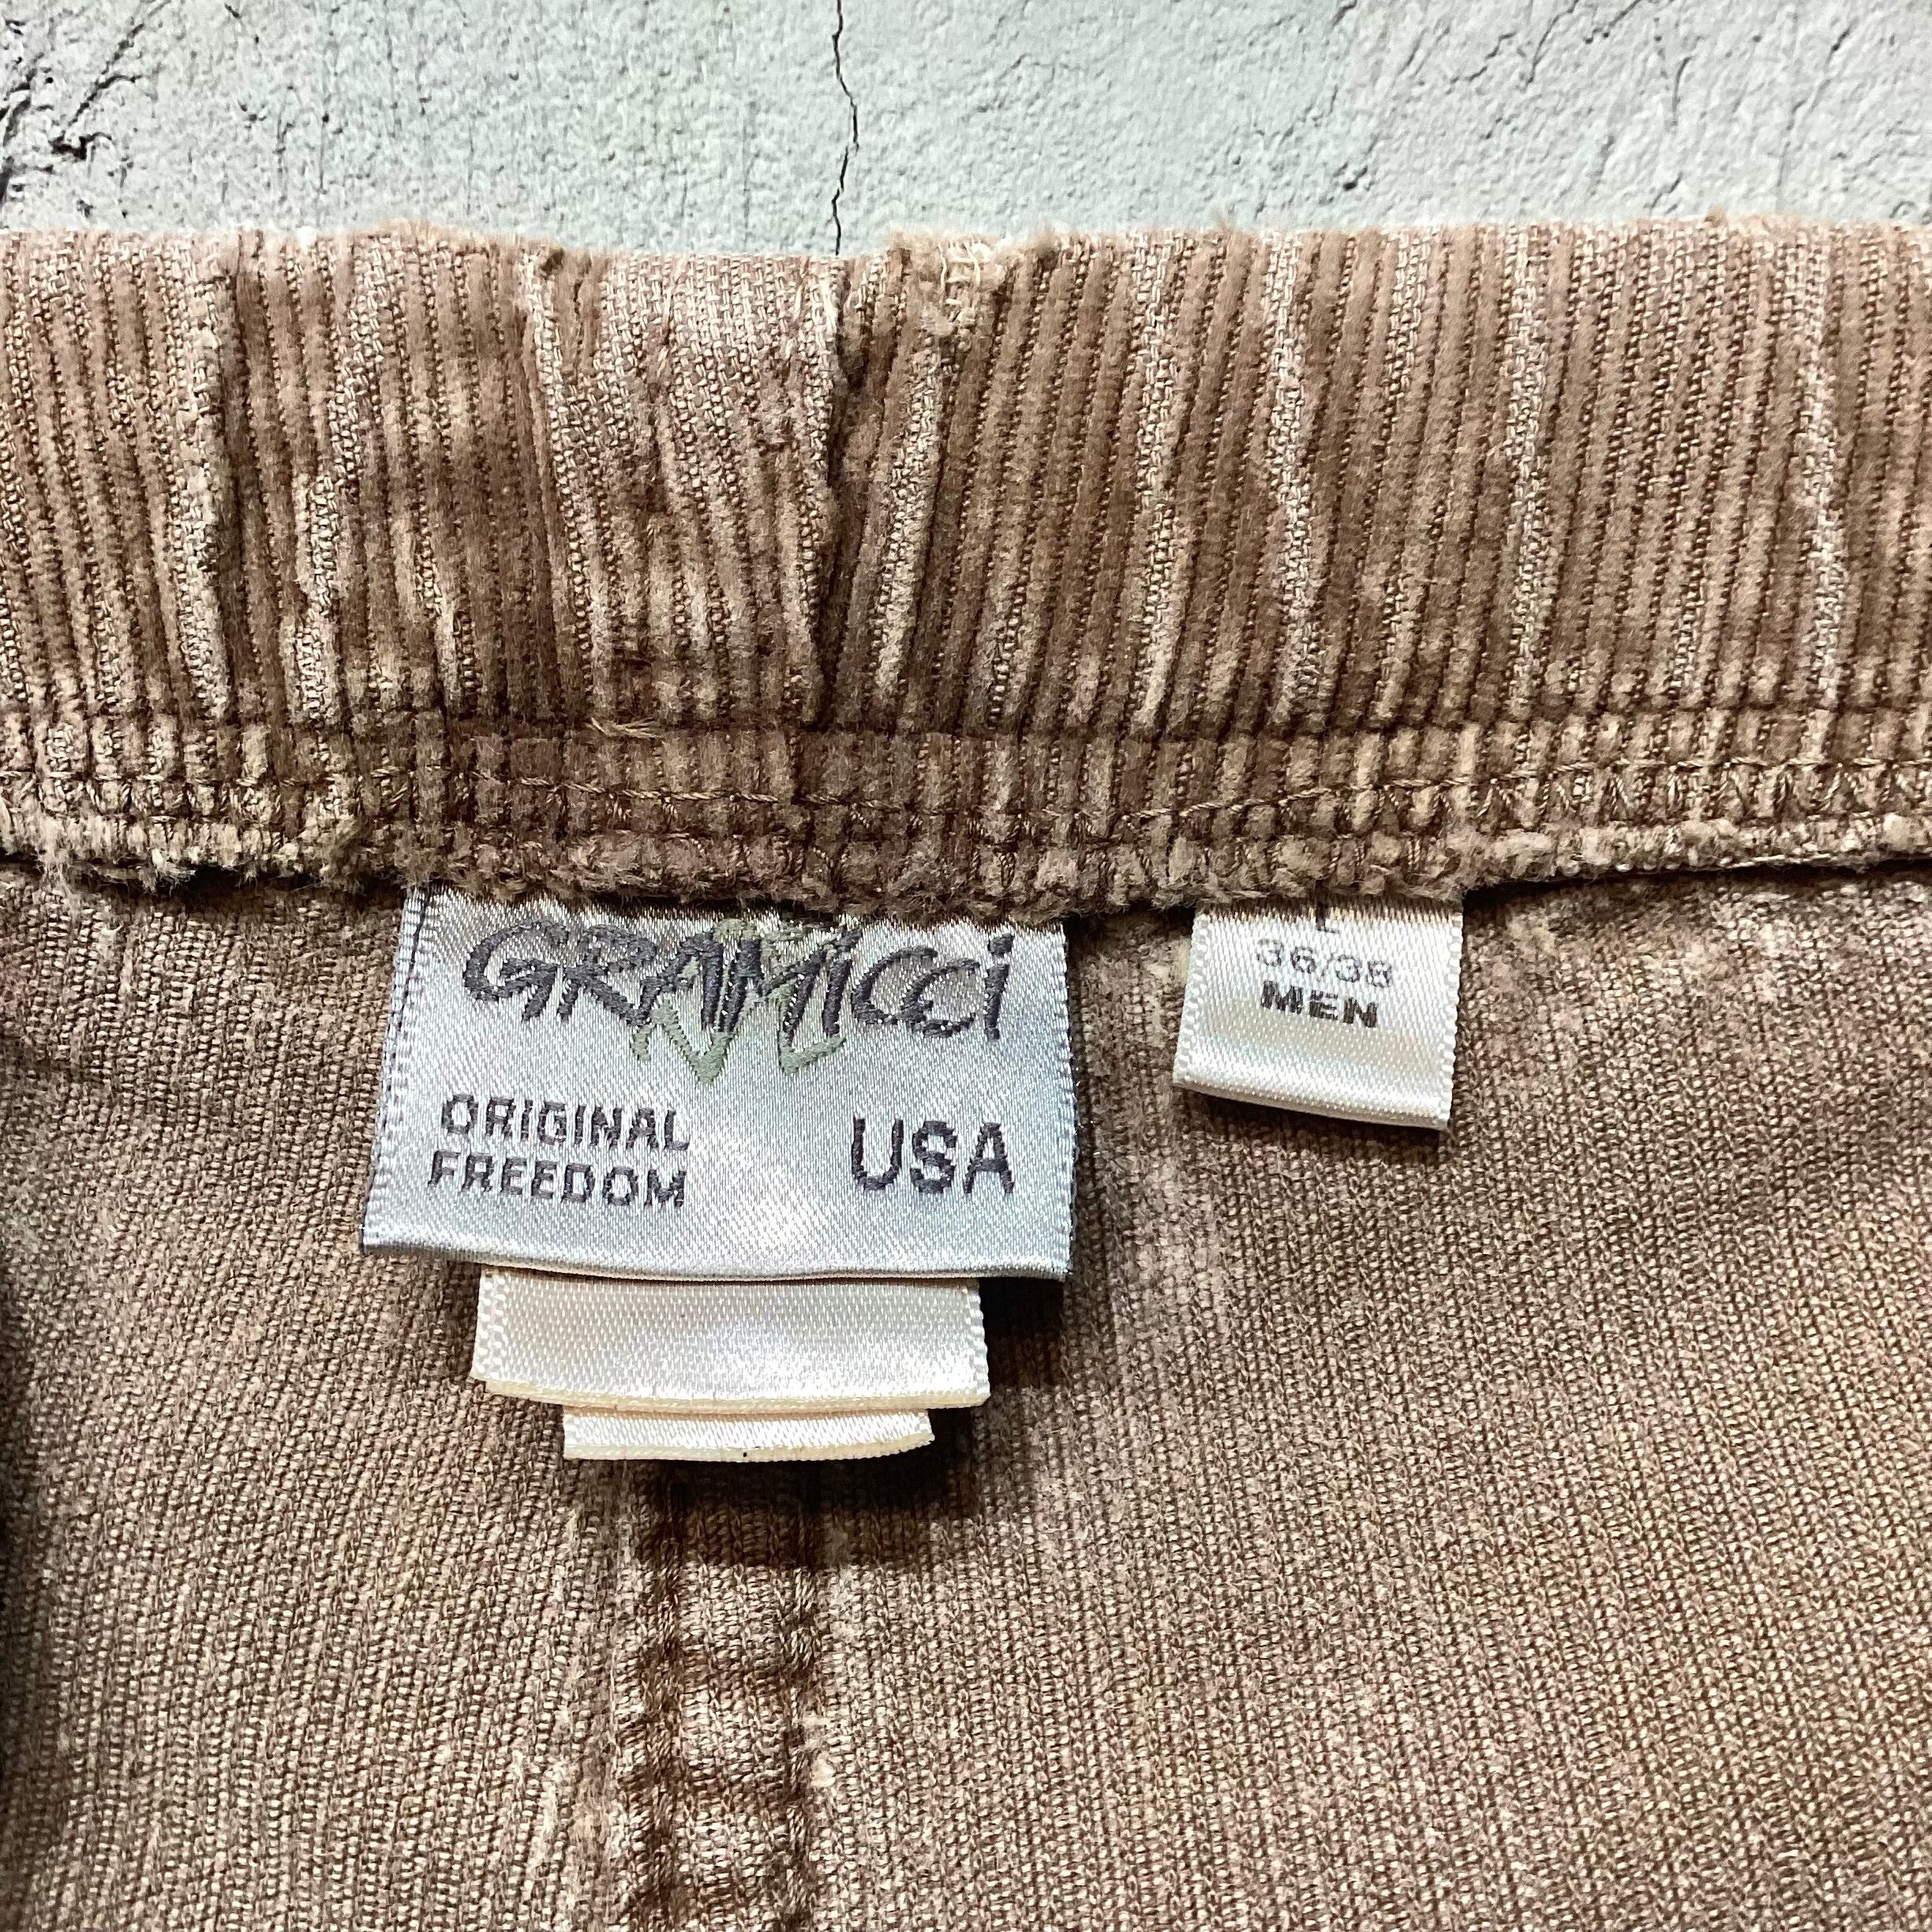 GRAMiCCi
ORIGINAL
FREEDOM
USA
L
36/38
MEN